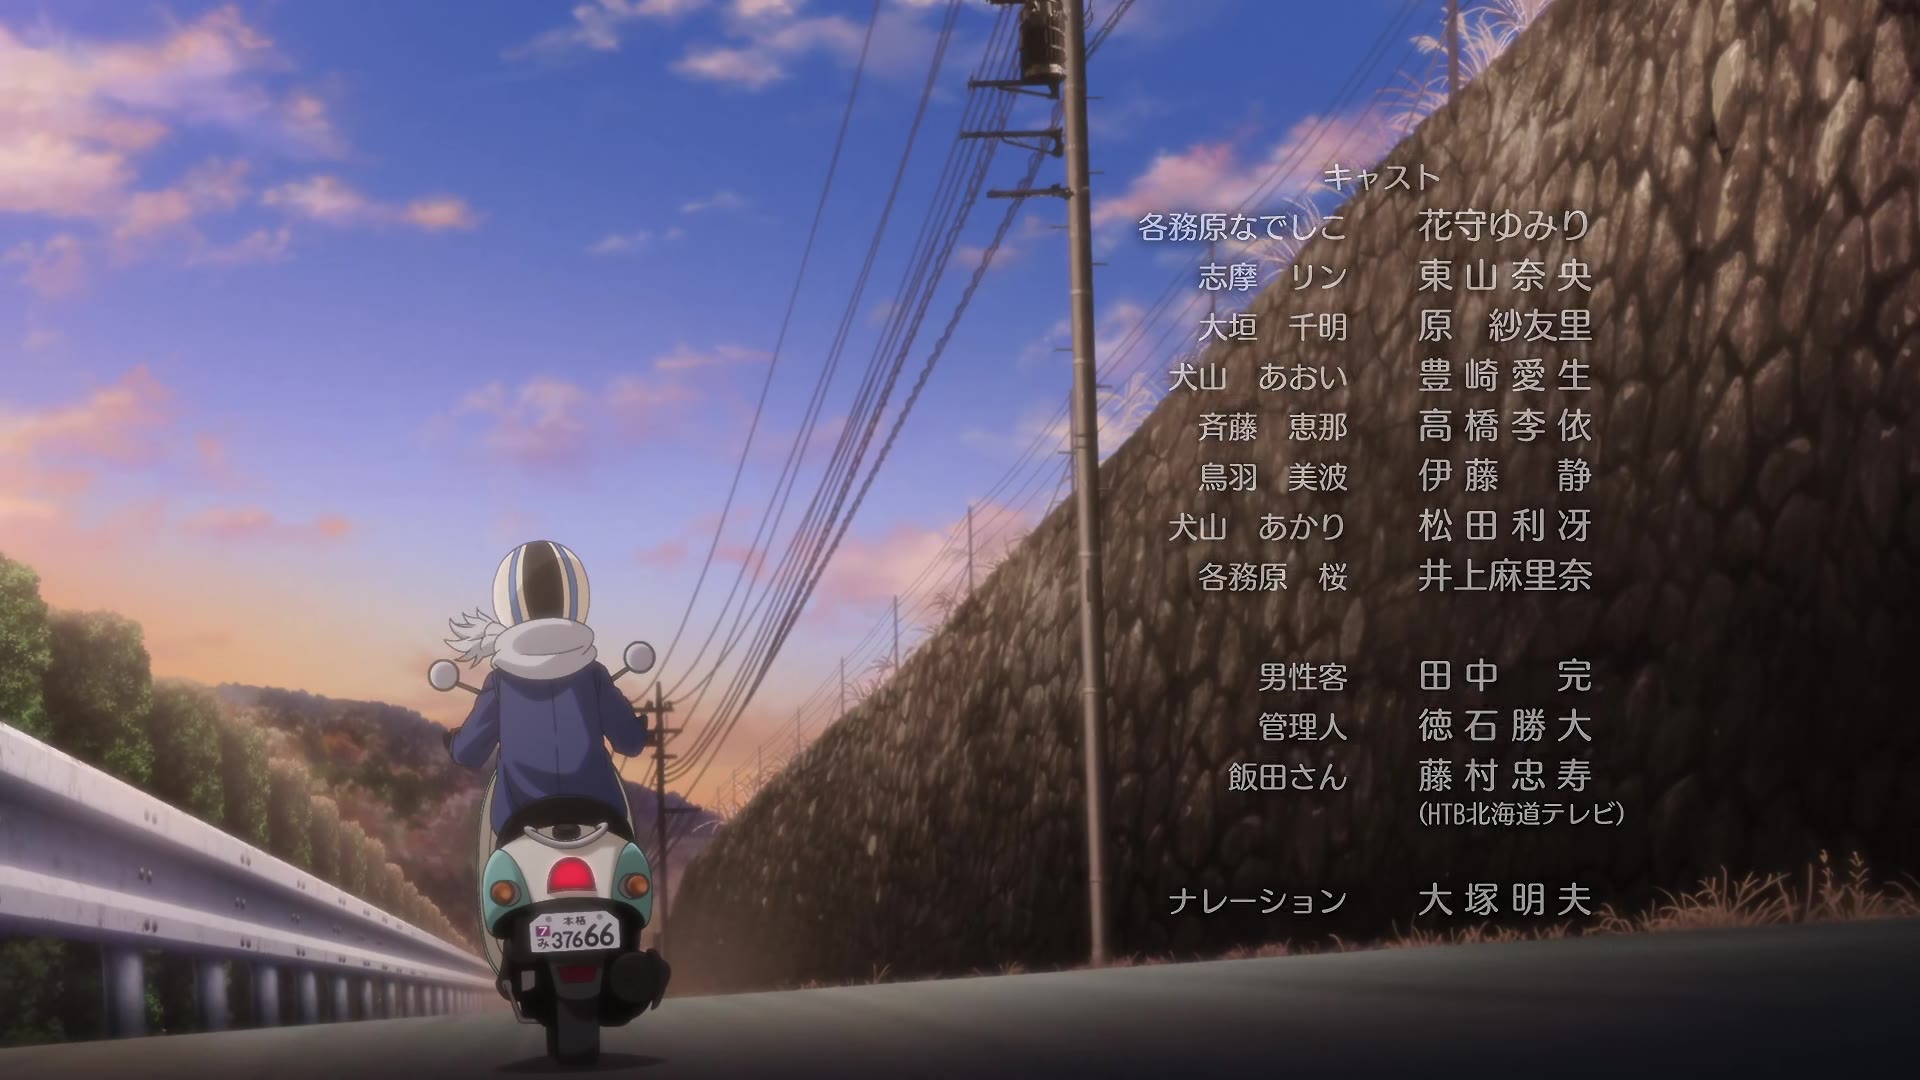 キャスト
各務原なでしこ 花守ゆみり
志摩 リン 東山奈央
大垣 千明 原 紗友里
犬山 あおい 豊崎愛生
斉藤 恵那 高橋李依
鳥羽 美波 伊藤 静
犬山 あかり 松田利冴
各務原 桜 井上麻里奈
男性客 田中 完
管理人 徳石勝大
飯田さん 藤村忠寿
(HTB北海道テレビ)
ナレーション 大塚明夫
本栖
7
み 37666